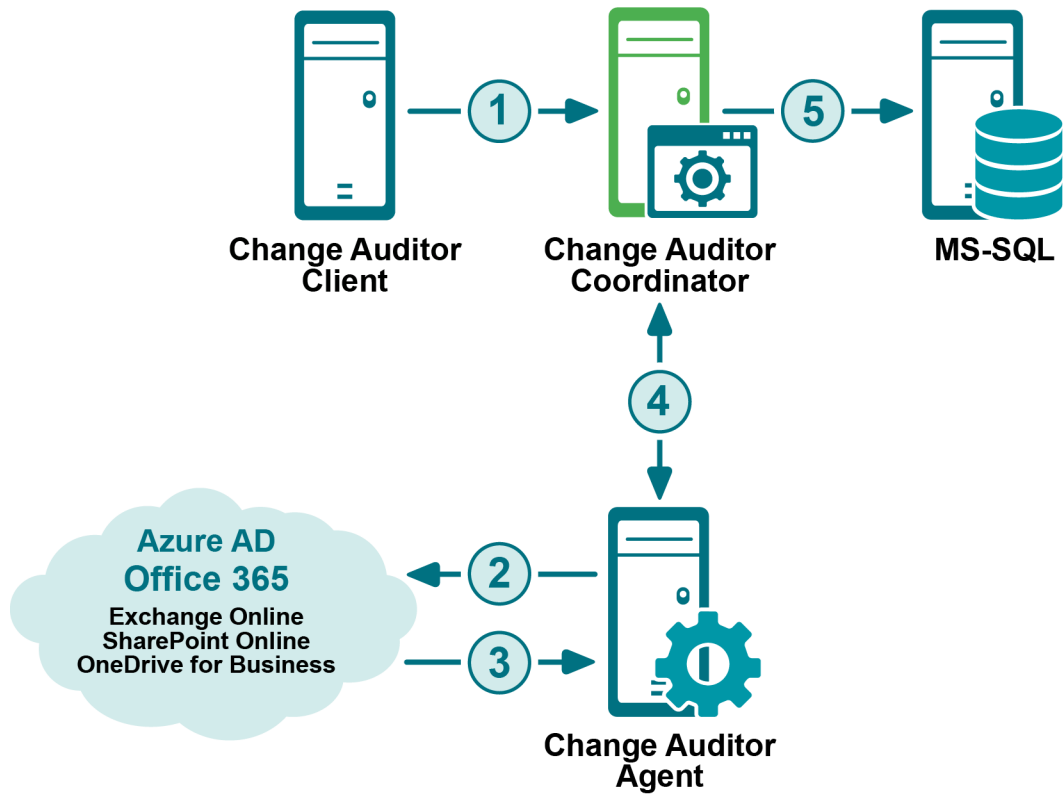 1
5
Change Auditor
Client
Change Auditor
Coordinator
MS-SQL
4
Azure AD
Office 365
Exchange Online
SharePoint Online
OneDrive for Business
2
3
Change Auditor
Agent